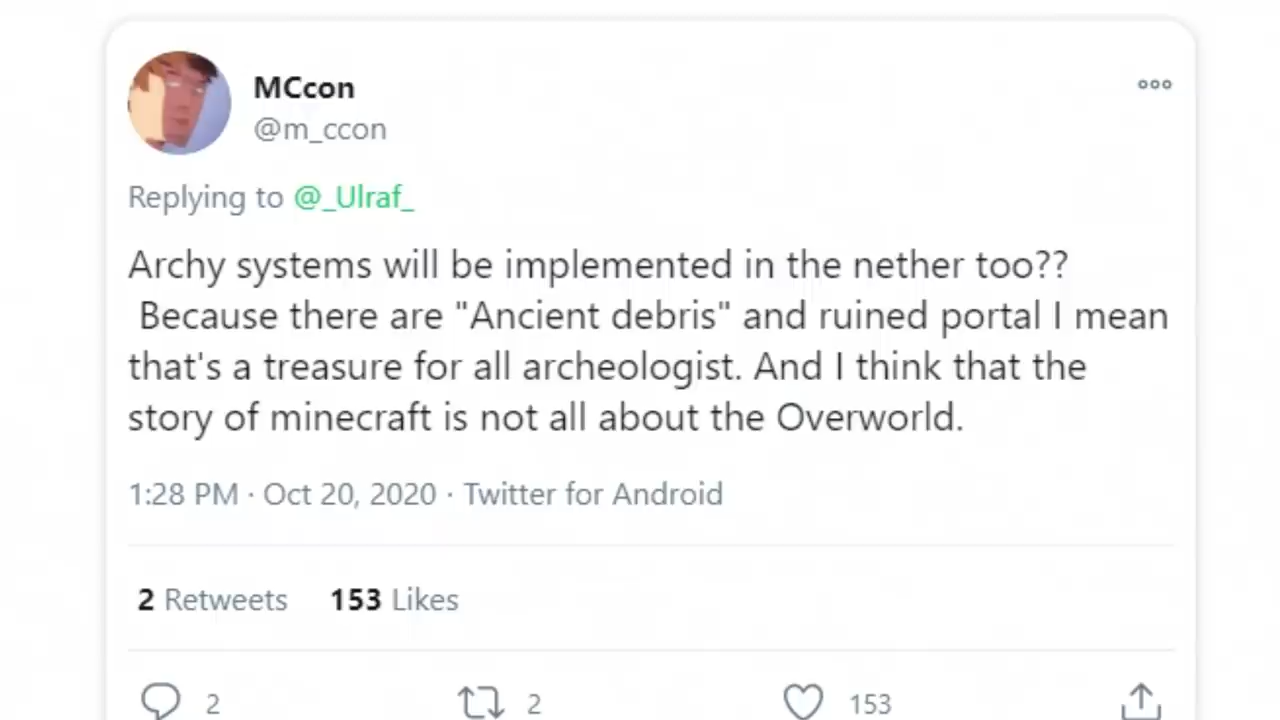 MCcon
@m_ccon
Replying to @_Ulraf_
Archy systems will be implemented in the nether too??
Because there are "Ancient debris" and ruined portal I mean
that's a treasure for all archeologist. And I think that the
story of minecraft is not all about the Overworld.
1:28 PM · Oct 20, 2020 · Twitter for Android
2 Retweets 153 Likes
2 2 153